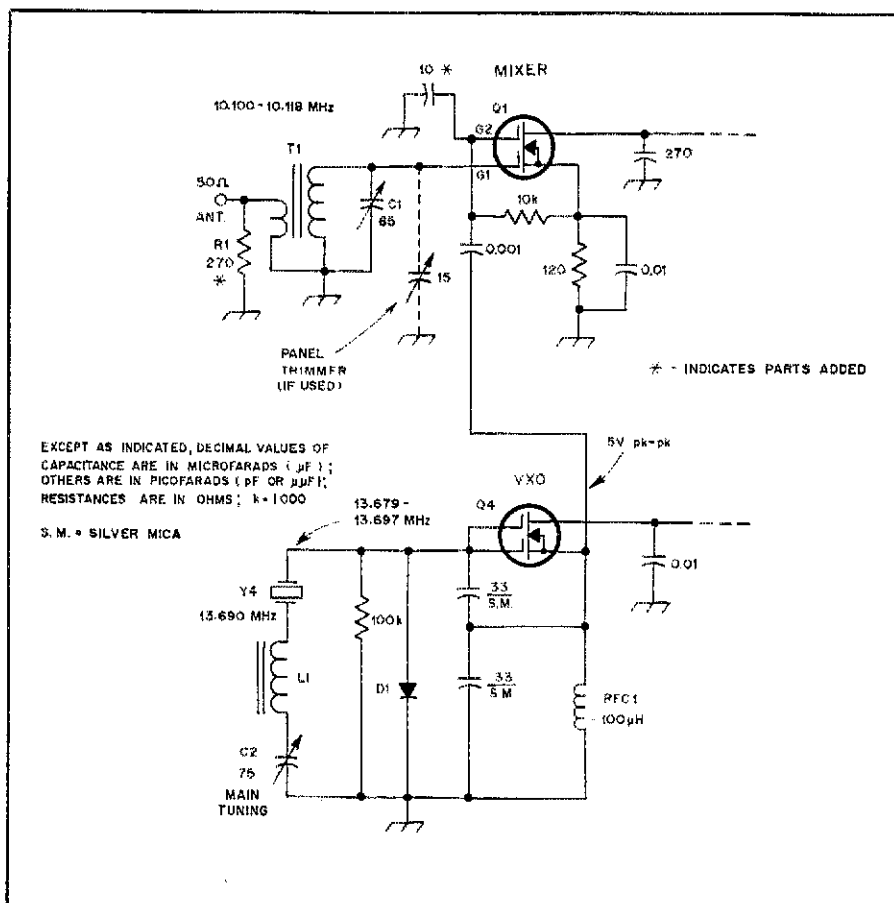 10 *
MIXER
10.100-10.118 MHz
Q1
G2
T1
270
50Ω
G1
ANT.
C1
65
10k
R1
270
*
0.001
15
120
0.01
PANEL
TRIMMER
(IF USED)
* - INDICATES PARTS ADDED
5V pk-pk
EXCEPT AS INDICATED, DECIMAL VALUES OF
CAPACITANCE ARE IN MICROFARADS (µF);
OTHERS ARE IN PICOFARADS (pF OR µµF);
RESISTANCES ARE IN OHMS; k=1000
VXO
13.679-
13.697 MHz
Q4
S.M. = SILVER MICA
0.01
Y4
33
S.M.
13.690 MHz
100k
L1
D1
33
S.M.
RFC1
100µH
C2
75
MAIN
TUNING